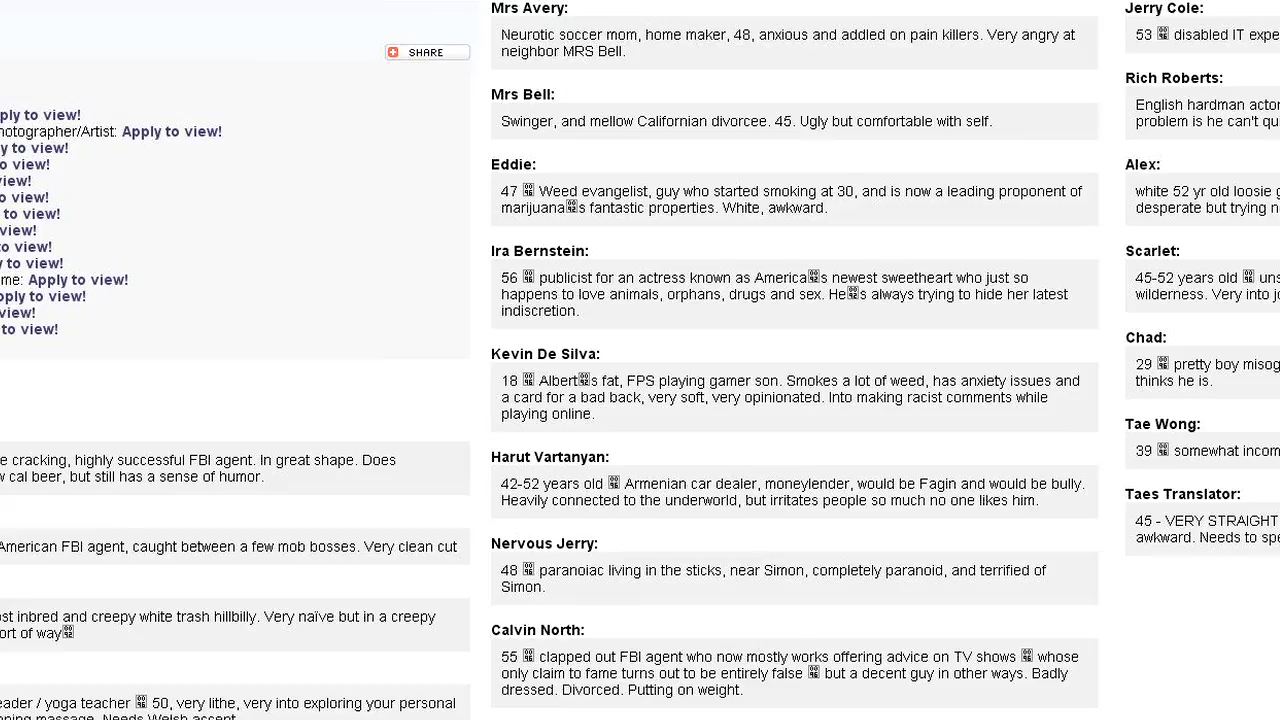 SHARE
ply to view!
hotographer/Artist: Apply to view!
y to view!
o view!
view!
o view!
to view!
view!
to view!
y to view!
me: Apply to view!
pply to view!
view!
to view!
e cracking, highly successful FBI agent. In great shape. Does
w cal beer, but still has a sense of humor.
American FBI agent, caught between a few mob bosses. Very clean cut
ost inbred and creepy white trash hillbilly. Very naïve but in a creepy
ort of way
eader / yoga teacher 50, very lithe, very into exploring your personal
pping massage. Needs Welsh accent
Mrs Avery:
Neurotic soccer mom, home maker, 48, anxious and addled on pain killers. Very angry at
neighbor MRS Bell.
Mrs Bell:
Swinger, and mellow Californian divorcee. 45. Ugly but comfortable with self.
Eddie:
47 Weed evangelist, guy who started smoking at 30, and is now a leading proponent of
marijuanas fantastic properties. White, awkward.
Ira Bernstein:
56 publicist for an actress known as Americas newest sweetheart who just so
happens to love animals, orphans, drugs and sex. Hes always trying to hide her latest
indiscretion.
Kevin De Silva:
18 Alberts fat, FPS playing gamer son. Smokes a lot of weed, has anxiety issues and
a card for a bad back, very soft, very opinionated. Into making racist comments while
playing online.
Harut Vartanyan:
42-52 years old Armenian car dealer, moneylender, would be Fagin and would be bully.
Heavily connected to the underworld, but irritates people so much no one likes him.
Nervous Jerry:
48 paranoiac living in the sticks, near Simon, completely paranoid, and terrified of
Simon.
Calvin North:
55 clapped out FBI agent who now mostly works offering advice on TV shows whose
only claim to fame turns out to be entirely false but a decent guy in other ways. Badly
dressed. Divorced. Putting on weight.
Jerry Cole:
53 disabled IT expe
Rich Roberts:
English hardman actor
problem is he can't qu
Alex:
white 52 yr old loosie g
desperate but trying n
Scarlet:
45-52 years old uns
wilderness. Very into jo
Chad:
29 pretty boy misog
thinks he is.
Tae Wong:
39 somewhat incom
Taes Translator:
45 - VERY STRAIGHT
awkward. Needs to spe